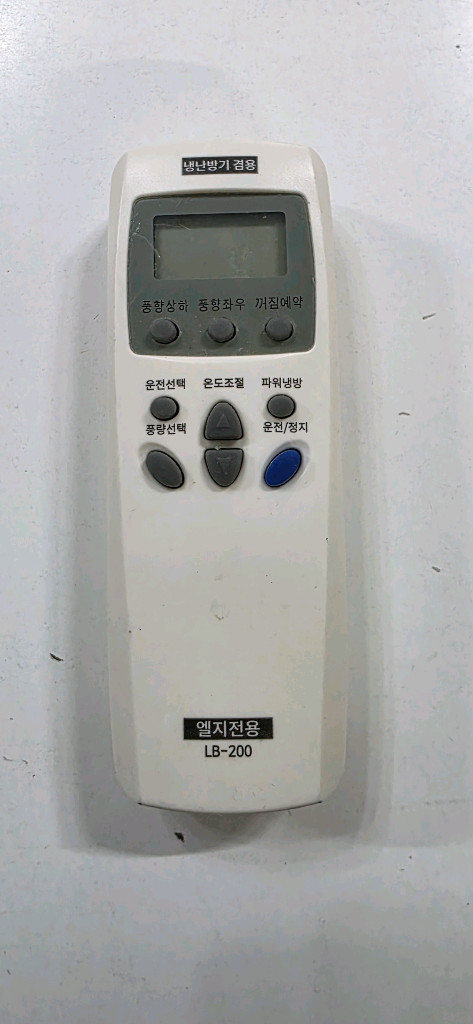 냉난방기 겸용
풍향상하 풍향좌우 꺼짐예약
운전선택 온도조절 파워냉방
풍량선택 운전/정지
엘지전용
LB-200